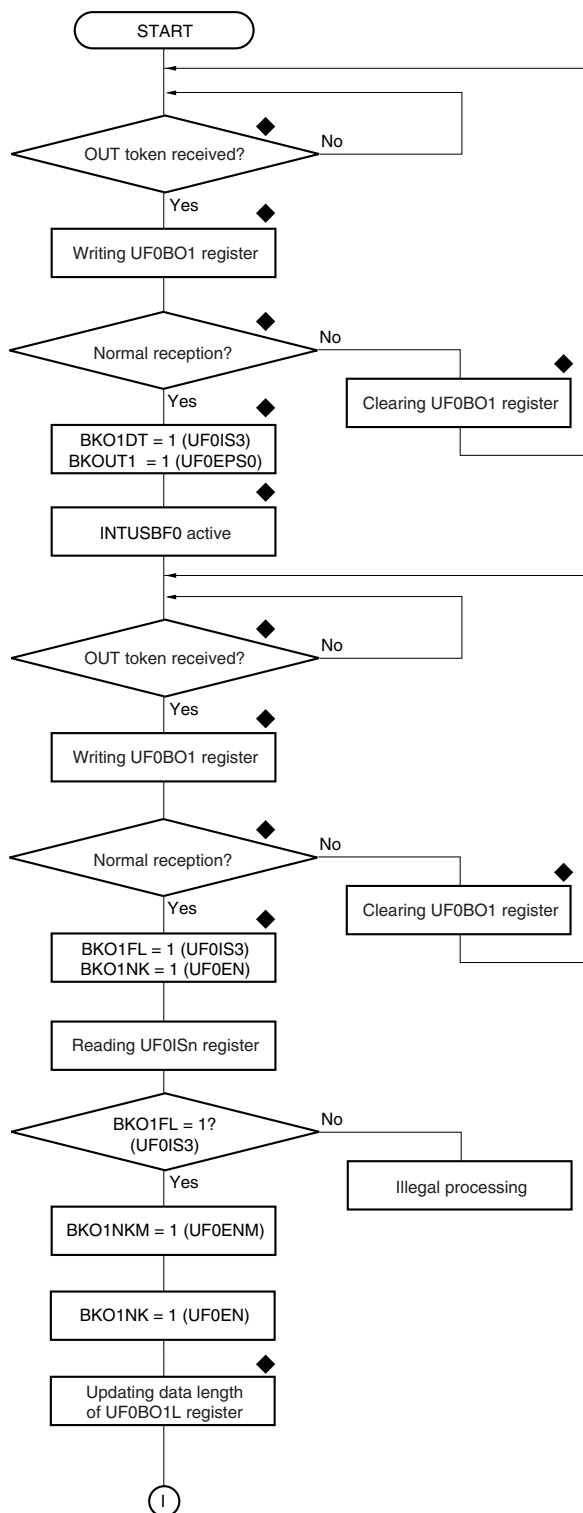 START
OUT token received?
No
Yes
Writing UF0BO1 register
Normal reception?
No
Yes
Clearing UF0BO1 register
BKO1DT = 1 (UF0IS3)
BKOUT1 = 1 (UF0EPS0)
INTUSBF0 active
OUT token received?
No
Yes
Writing UF0BO1 register
Normal reception?
No
Yes
Clearing UF0BO1 register
BKO1FL = 1 (UF0IS3)
BKO1NK = 1 (UF0EN)
Reading UF0ISn register
BKO1FL = 1?
(UF0IS3)
No
Yes
Illegal processing
BKO1NKM = 1 (UF0ENM)
BKO1NK = 1 (UF0EN)
Updating data length
of UF0BO1L register
I